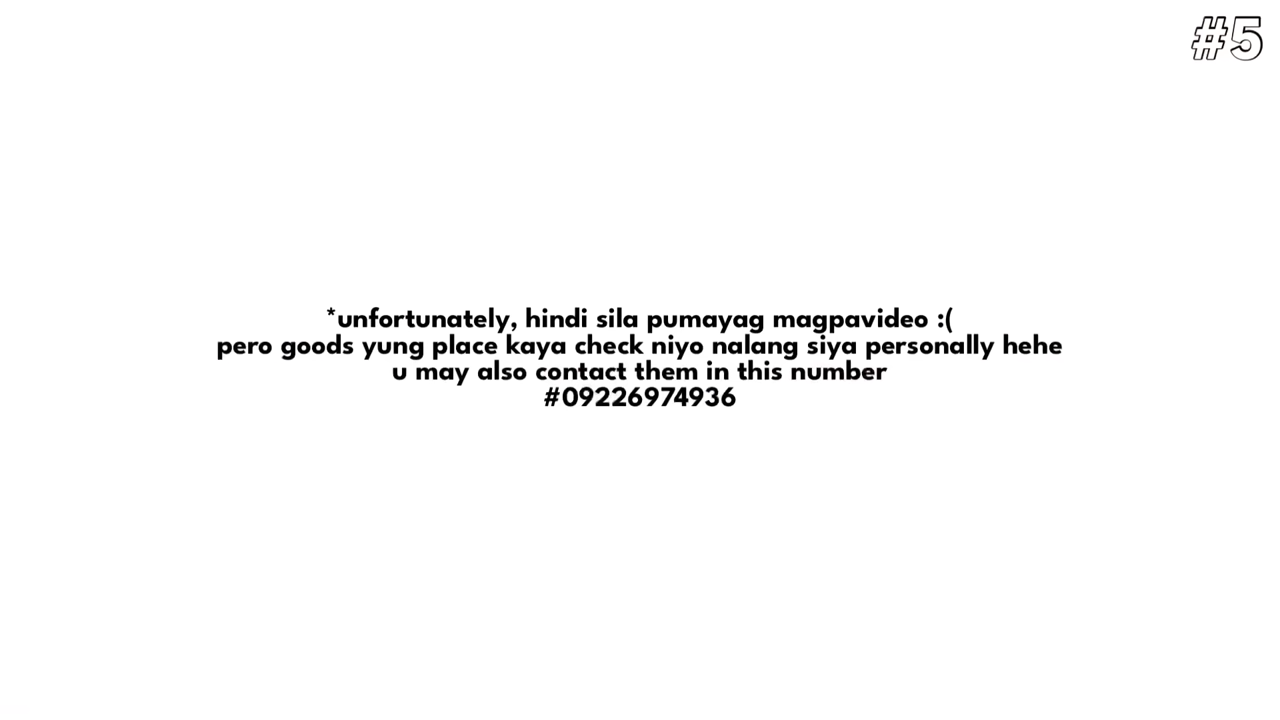 #5
*unfortunately, hindi sila pumayag magpavideo :(
pero goods yung place kaya check niyo nalang siya personally hehe
u may also contact them in this number
#09226974936